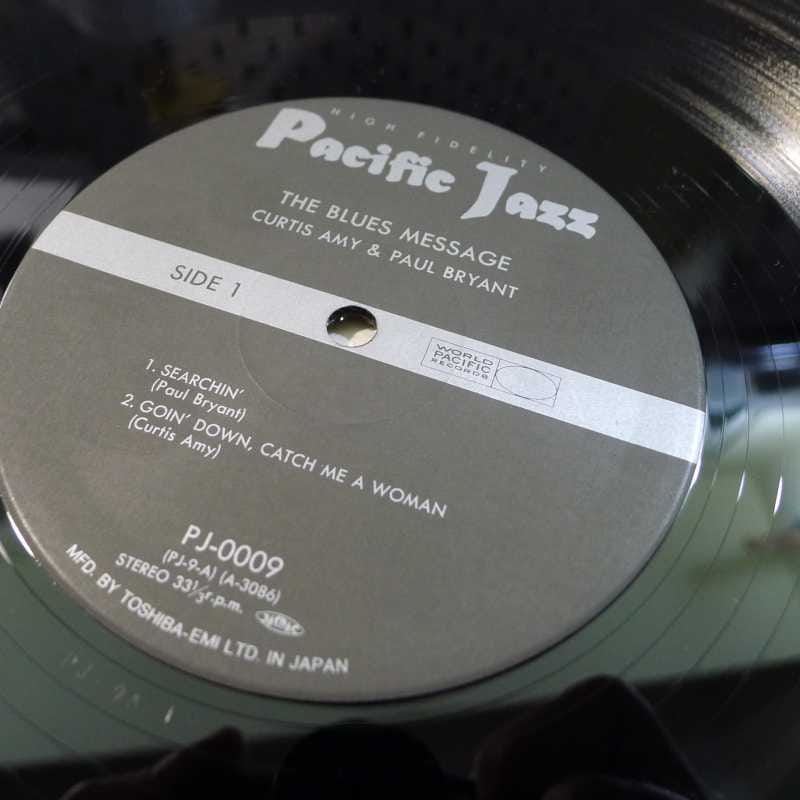 HIGH FIDELITY
Pacific Jazz
THE BLUES MESSAGE
CURTIS AMY & PAUL BRYANT
SIDE 1
WORLD
PACIFIC
RECORDS
1. SEARCHIN'
(Paul Bryant)
2. GOIN' DOWN, CATCH ME A WOMAN
(Curtis Amy)
PJ-0009
(PJ-9-A) (A-3086)
STEREO 33⅓ r.p.m.
MFD. BY TOSHIBA-EMI LTD. IN JAPAN